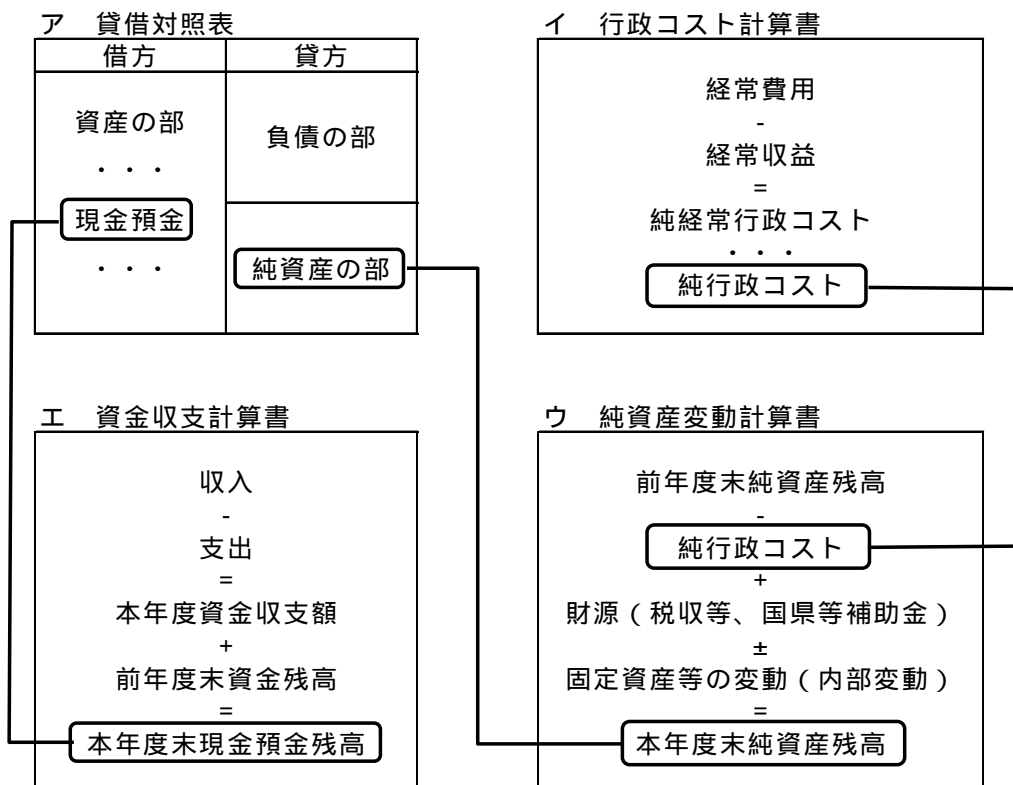 ア　貸借対照表
借方　貸方
資産の部
・・・
現金預金
・・・
負債の部
純資産の部
イ　行政コスト計算書
経常費用
-
経常収益
=
純経常行政コスト
・・・
純行政コスト
エ　資金収支計算書
収入
-
支出
=
本年度資金収支額
+
前年度末資金残高
=
本年度末現金預金残高
ウ　純資産変動計算書
前年度末純資産残高
-
純行政コスト
+
財源（税収等、国県等補助金）
±
固定資産等の変動（内部変動）
=
本年度末純資産残高